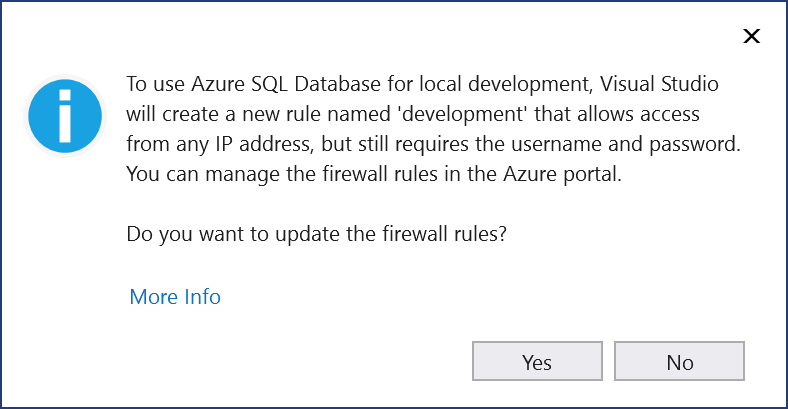 To use Azure SQL Database for local development, Visual Studio
will create a new rule named 'development' that allows access
from any IP address, but still requires the username and password.
You can manage the firewall rules in the Azure portal.
Do you want to update the firewall rules?
More Info
Yes No